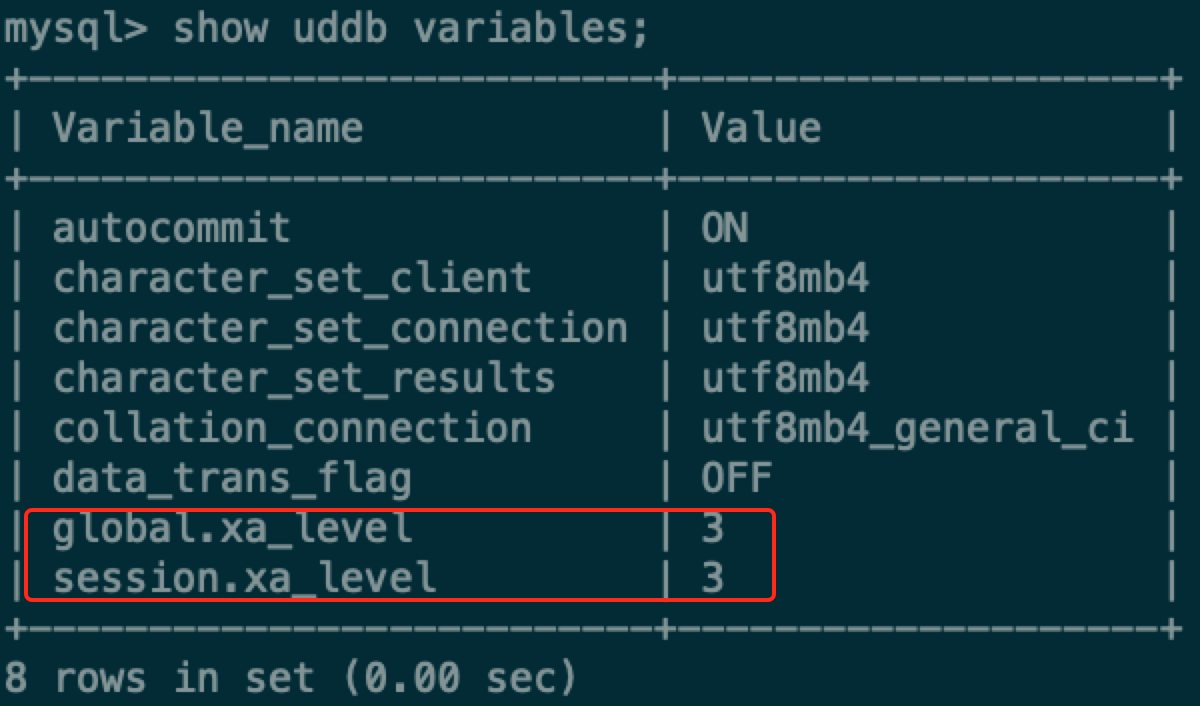 mysql> show uddb variables;
+--------------------------+---------------------+
| Variable_name            | Value               |
+--------------------------+---------------------+
| autocommit               | ON                  |
| character_set_client     | utf8mb4             |
| character_set_connection | utf8mb4             |
| character_set_results    | utf8mb4             |
| collation_connection     | utf8mb4_general_ci |
| data_trans_flag          | OFF                 |
| global.xa_level          | 3                   |
| session.xa_level         | 3                   |
+--------------------------+---------------------+
8 rows in set (0.00 sec)